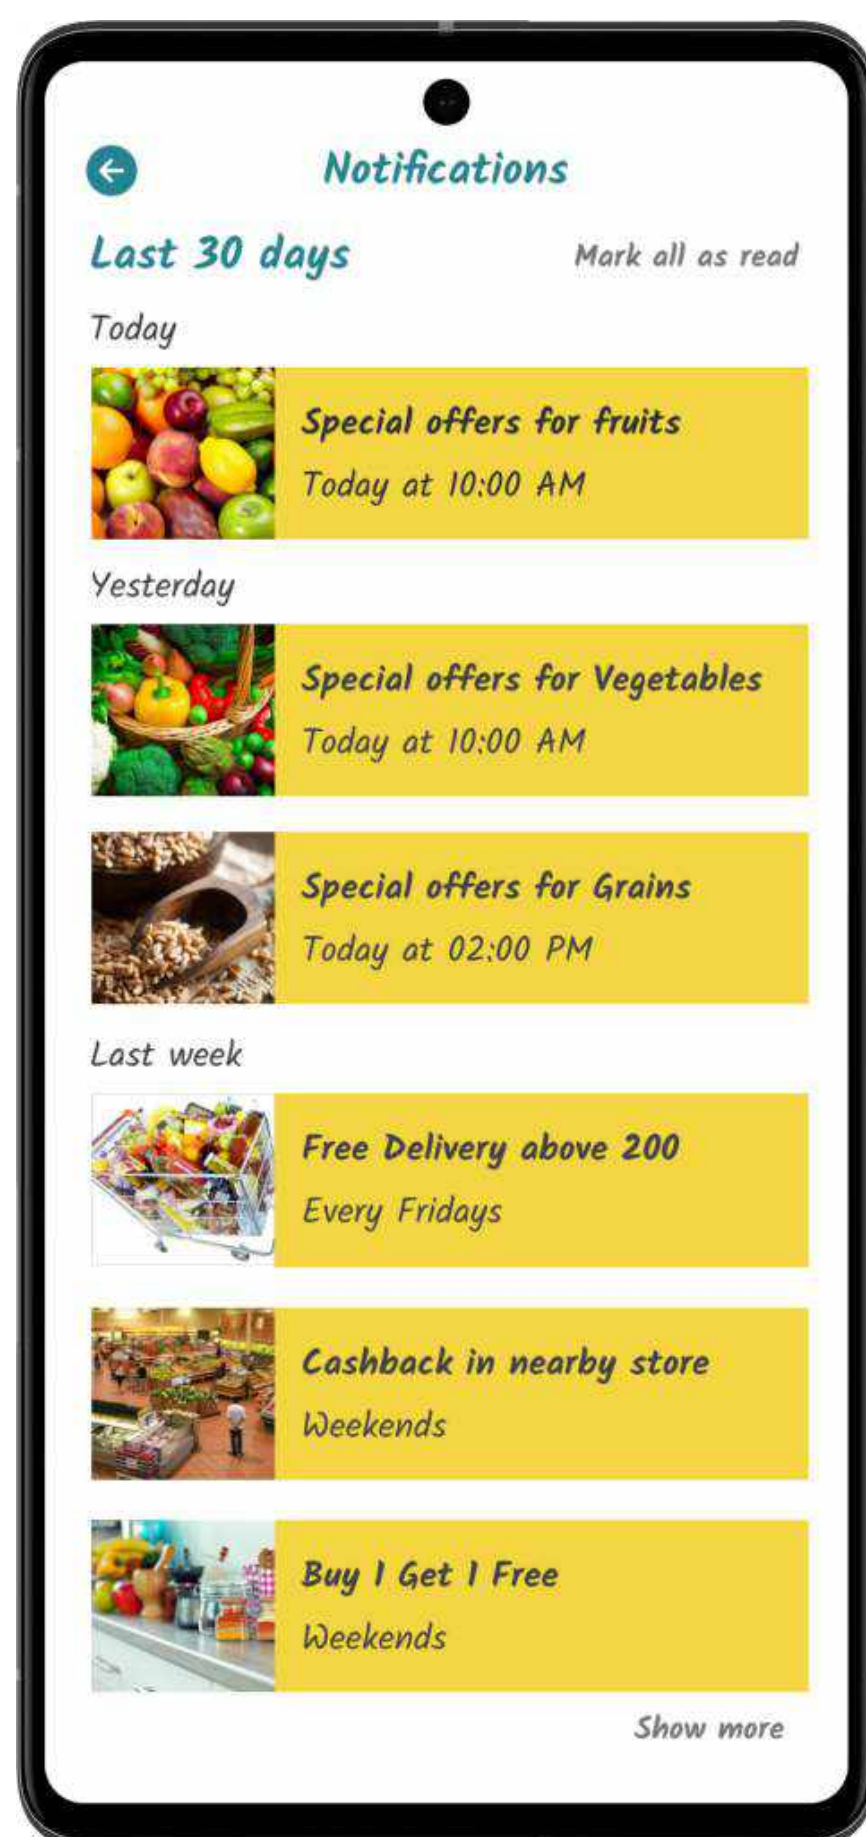 Notifications
Last 30 days
Mark all as read
Today
Special offers for fruits
Today at 10:00 AM
Yesterday
Special offers for Vegetables
Today at 10:00 AM
Special offers for Grains
Today at 02:00 PM
Last week
Free Delivery above 200
Every Fridays
Cashback in nearby store
Weekends
Buy 1 Get 1 Free
Weekends
Show more